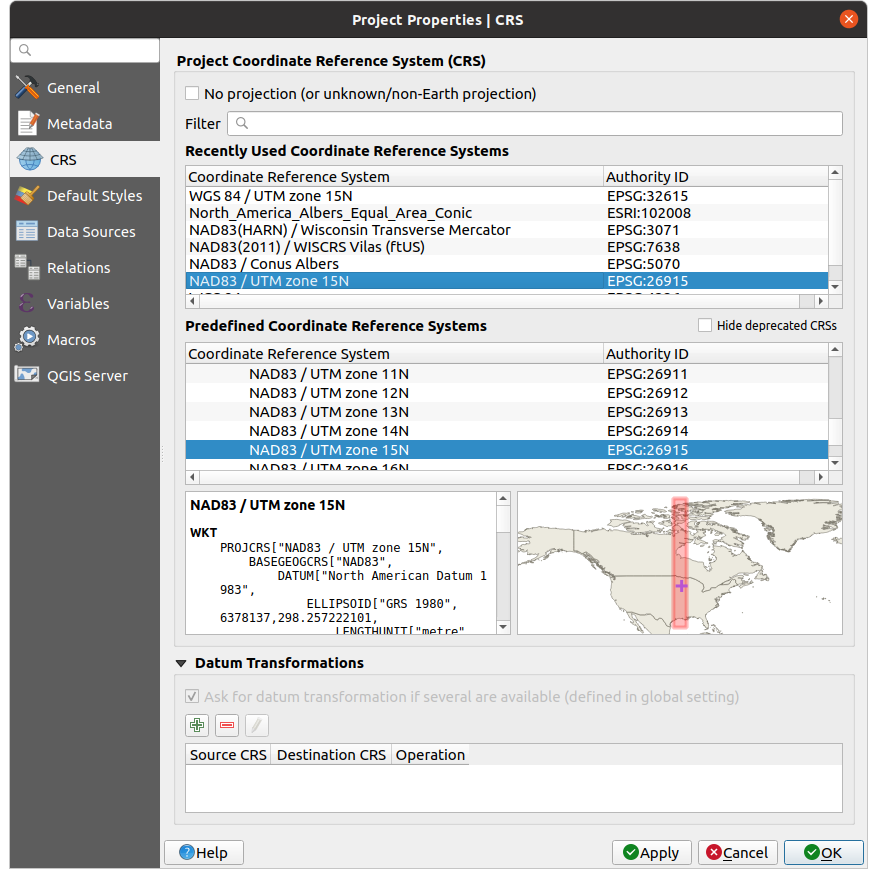 Project Properties | CRS
General
Metadata
CRS
Default Styles
Data Sources
Relations
Variables
Macros
QGIS Server
Project Coordinate Reference System (CRS)
No projection (or unknown/non-Earth projection)
Filter
Recently Used Coordinate Reference Systems
Coordinate Reference System Authority ID
WGS 84 / UTM zone 15N EPSG:32615
North_America_Albers_Equal_Area_Conic ESRI:102008
NAD83(HARN) / Wisconsin Transverse Mercator EPSG:3071
NAD83(2011) / WISCRS Vilas (ftUS) EPSG:7638
NAD83 / Conus Albers EPSG:5070
NAD83 / UTM zone 15N EPSG:26915
Predefined Coordinate Reference Systems
Hide deprecated CRSs
Coordinate Reference System Authority ID
NAD83 / UTM zone 11N EPSG:26911
NAD83 / UTM zone 12N EPSG:26912
NAD83 / UTM zone 13N EPSG:26913
NAD83 / UTM zone 14N EPSG:26914
NAD83 / UTM zone 15N EPSG:26915
NAD83 / UTM zone 16N EPSG:26916
NAD83 / UTM zone 15N
WKT
PROJCRS["NAD83 / UTM zone 15N",
BASEGEOGCRS["NAD83",
DATUM["North American Datum 1
983",
ELLIPSOID["GRS 1980",
6378137,298.257222101,
LENGTHUNIT["metre"
Datum Transformations
Ask for datum transformation if several are available (defined in global setting)
Source CRS Destination CRS Operation
Help
Apply
Cancel
OK